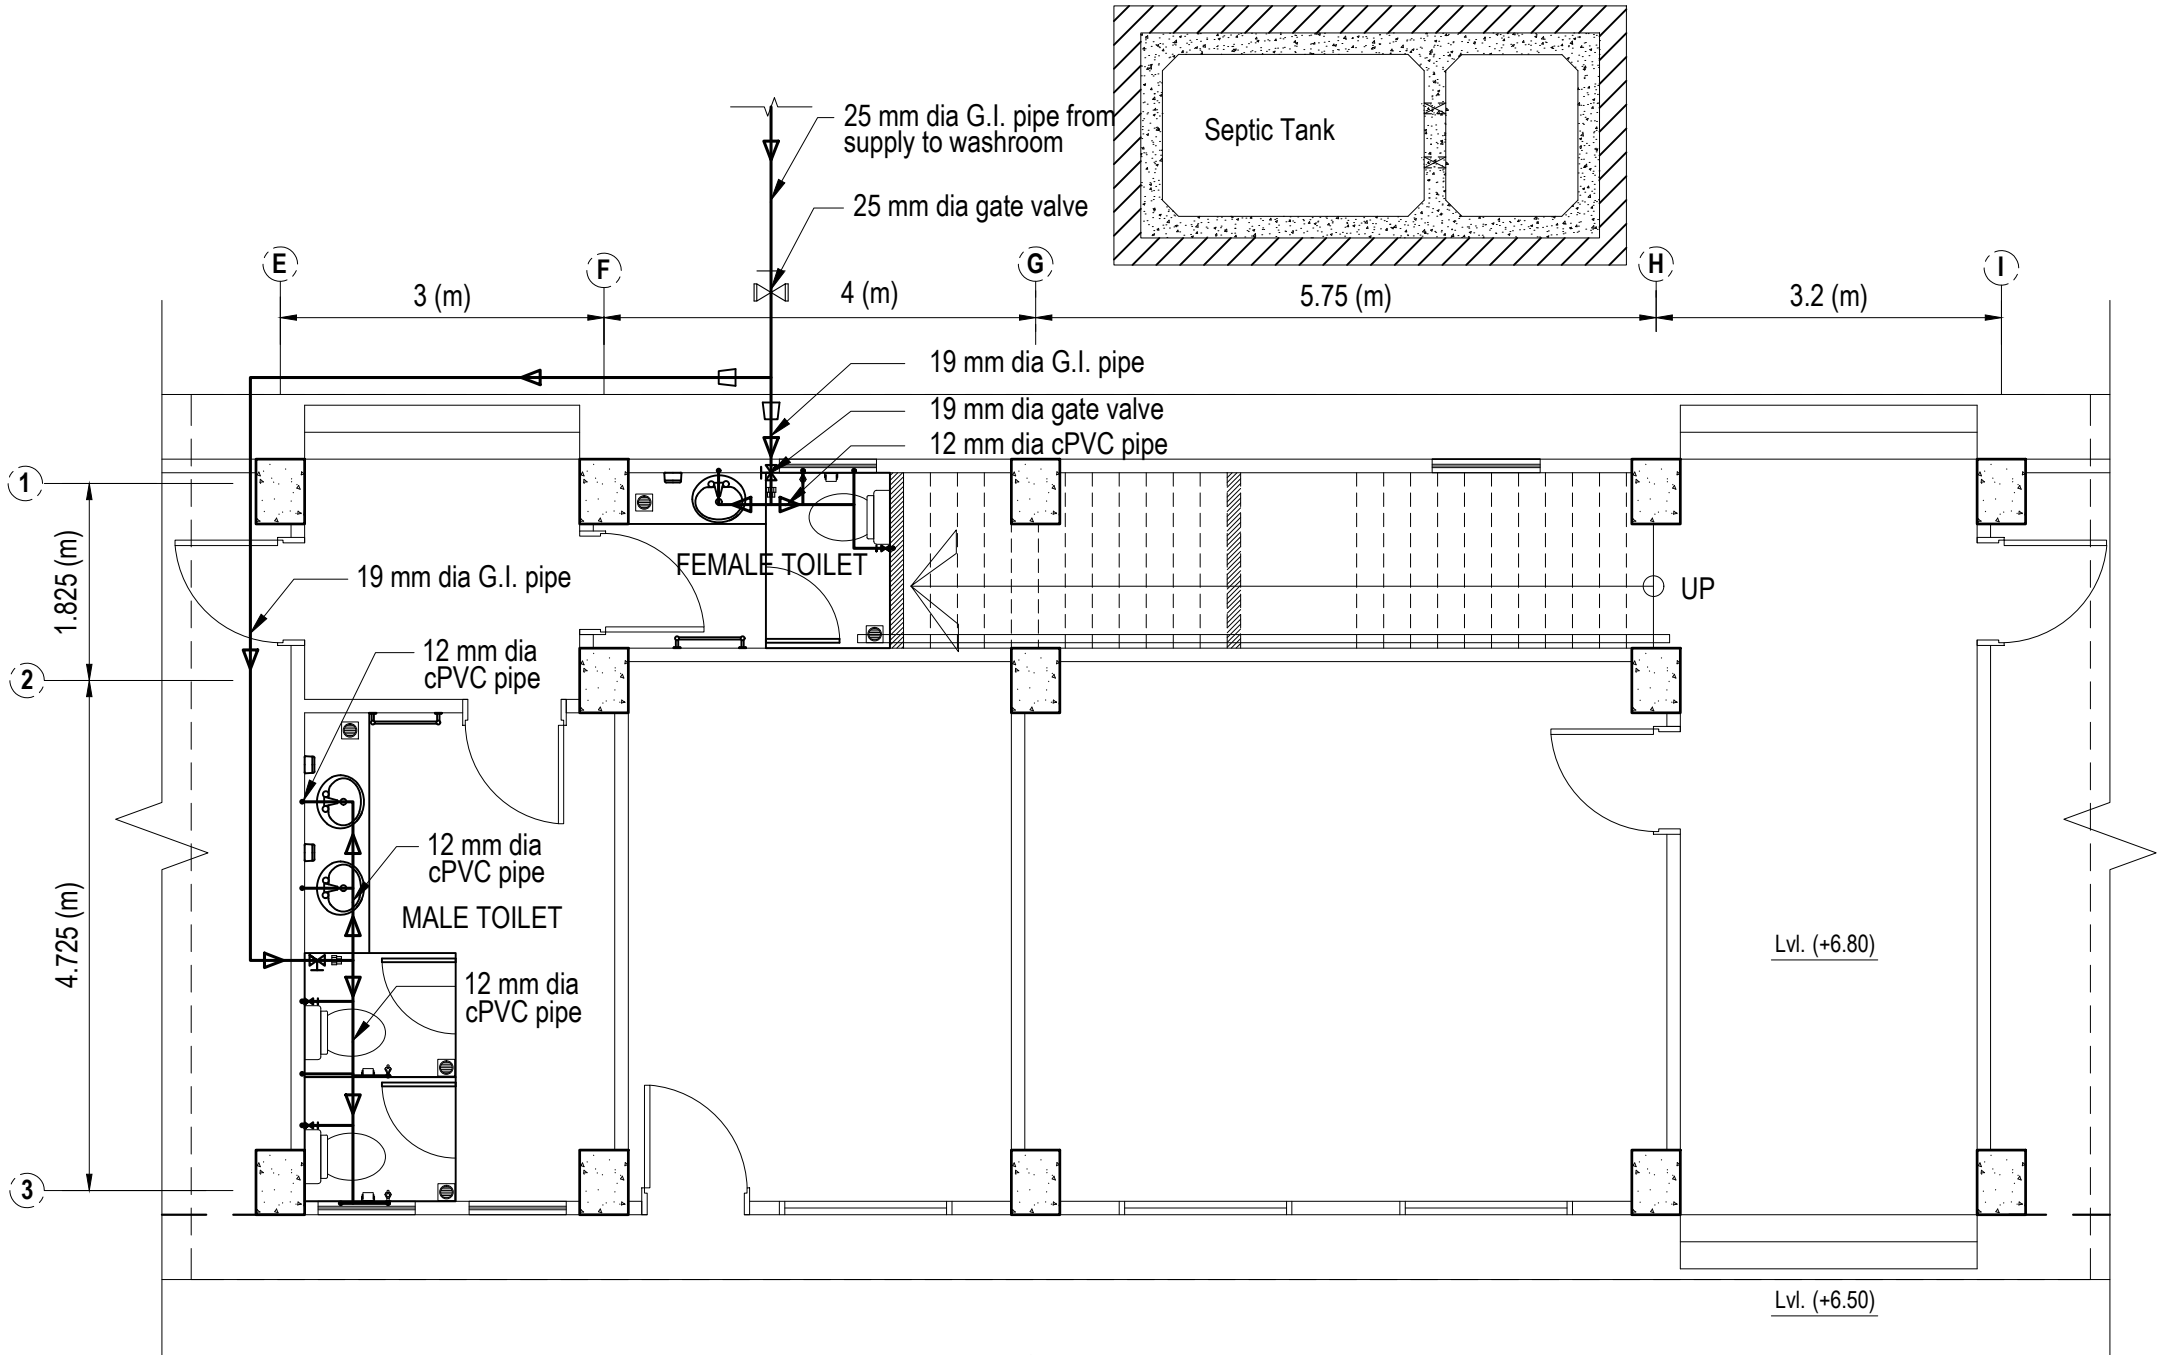 25 mm dia G.I. pipe from
supply to washroom
Septic Tank
25 mm dia gate valve
E
F
G
H
I
3 (m)
4 (m)
5.75 (m)
3.2 (m)
19 mm dia G.I. pipe
19 mm dia gate valve
12 mm dia cPVC pipe
1
1.825 (m)
FEMALE TOILET
19 mm dia G.I. pipe
UP
12 mm dia
cPVC pipe
2
12 mm dia
cPVC pipe
MALE TOILET
4.725 (m)
Lvl. (+6.80)
12 mm dia
cPVC pipe
3
Lvl. (+6.50)